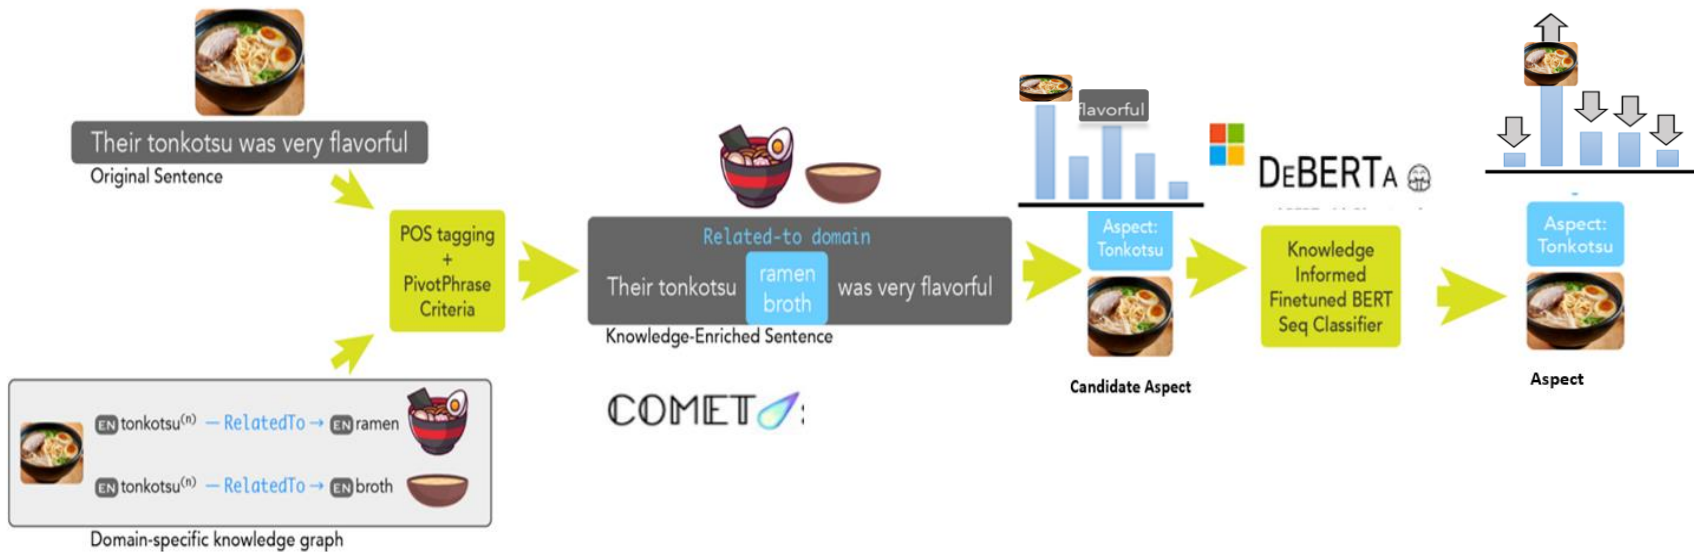 Their tonkotsu was very flavorful
Original Sentence
POS tagging
+
PivotPhrase
Criteria
EN tonkotsu(n) — RelatedTo → EN ramen
EN tonkotsu(n) — RelatedTo → EN broth
Domain-specific knowledge graph
Related-to domain
Their tonkotsu ramen broth was very flavorful
Knowledge-Enriched Sentence
COMET
flavorful
Aspect:
Tonkotsu
Candidate Aspect
DeBERTa
Knowledge
Informed
Finetuned BERT
Seq Classifier
Aspect:
Tonkotsu
Aspect